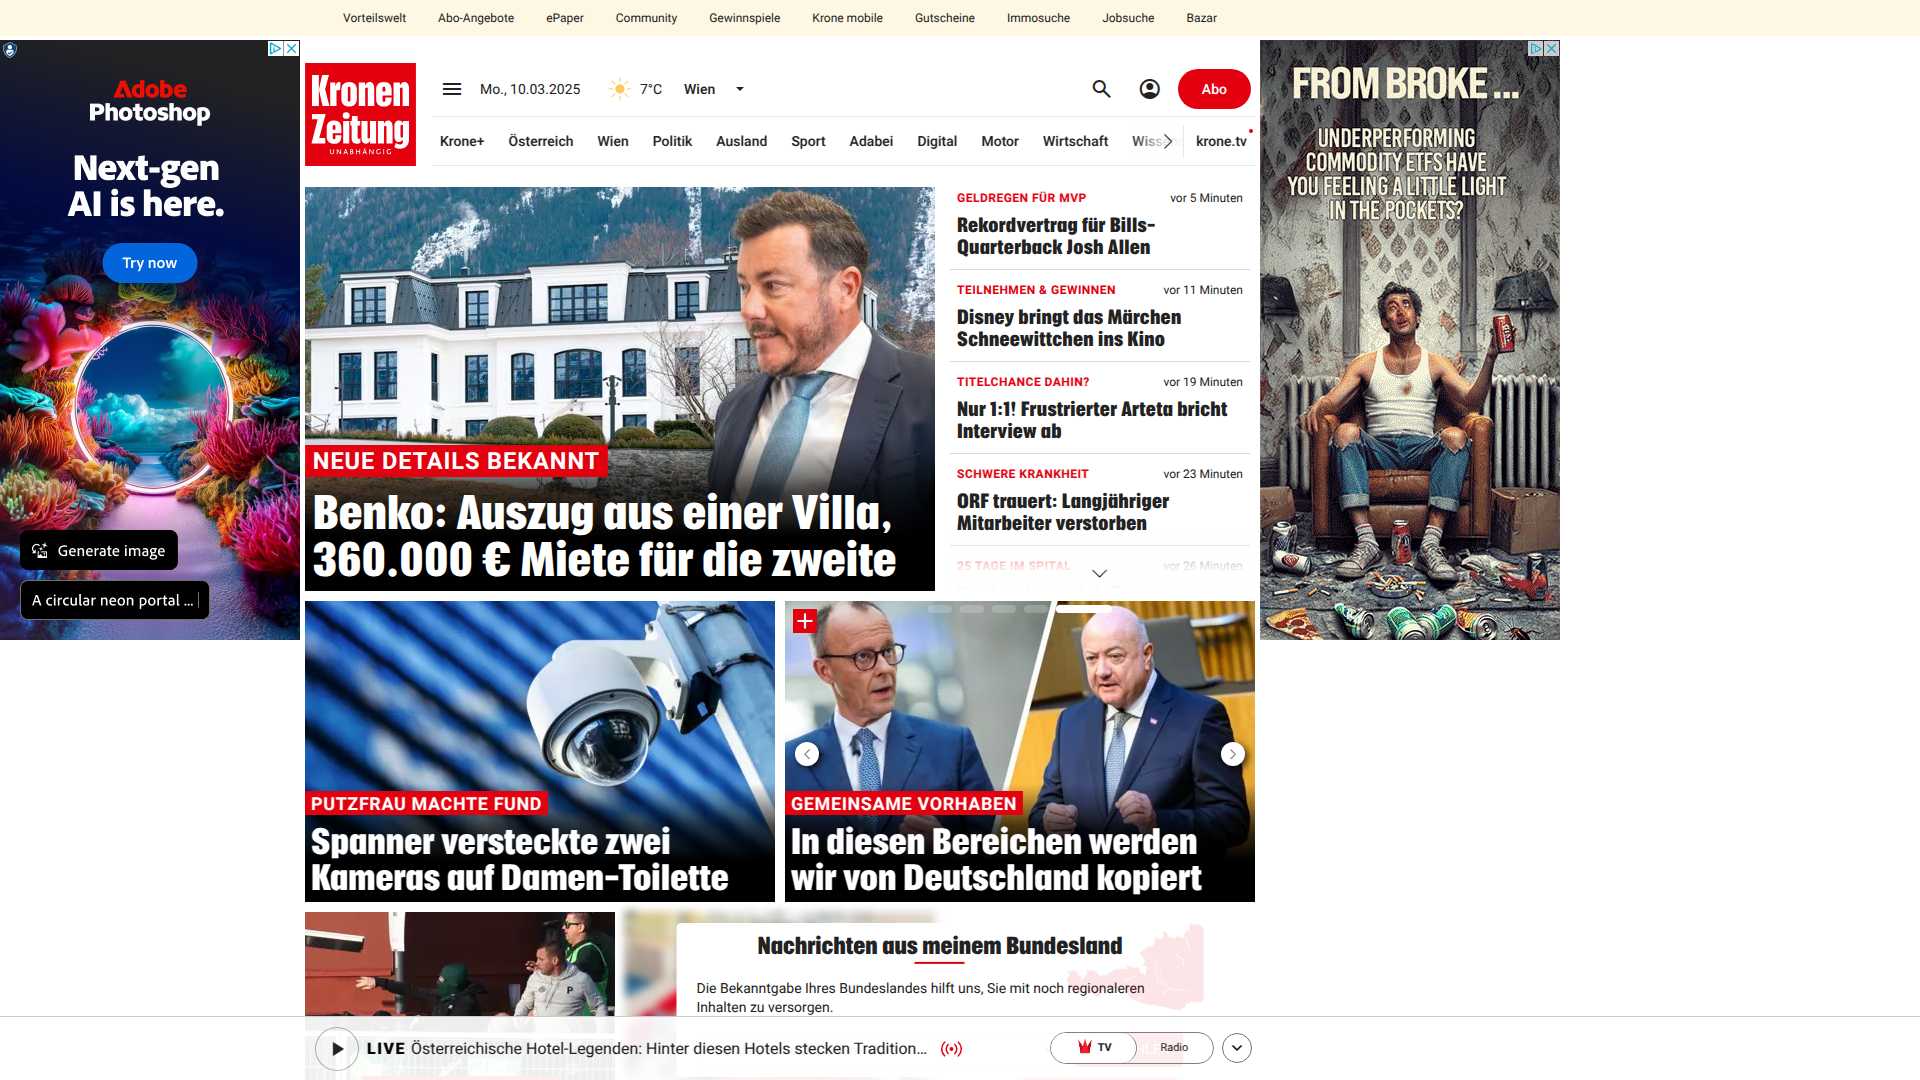 Vorteilswelt
Abo-Angebote
ePaper
Community
Gewinnspiele
Krone mobile
Gutscheine
Immosuche
Jobsuche
Bazar
Adobe
Photoshop
Next-gen
AI is here.
Try now
Generate image
A circular neon portal ...
Kronen
Zeitung
UNABHÄNGIG
Mo., 10.03.2025
7°C
Wien
Abo
Krone+
Österreich
Wien
Politik
Ausland
Sport
Adabei
Digital
Motor
Wirtschaft
Wiss
krone.tv
NEUE DETAILS BEKANNT
Benko: Auszug aus einer Villa,
360.000 € Miete für die zweite
GELDREGEN FÜR MVP
vor 5 Minuten
Rekordvertrag für Bills-
Quarterback Josh Allen
TEILNEHMEN & GEWINNEN
vor 11 Minuten
Disney bringt das Märchen
Schneewittchen ins Kino
TITELCHANCE DAHIN?
vor 19 Minuten
Nur 1:1! Frustrierter Arteta bricht
Interview ab
SCHWERE KRANKHEIT
vor 23 Minuten
ORF trauert: Langjähriger
Mitarbeiter verstorben
25 TAGE IM SPITAL
vor 26 Minuten
FROM BROKE ...
UNDERPERFORMING
COMMODITY ETFS HAVE
YOU FEELING A LITTLE LIGHT
IN THE POCKETS?
PUTZFRAU MACHTE FUND
Spanner versteckte zwei
Kameras auf Damen-Toilette
GEMEINSAME VORHABEN
In diesen Bereichen werden
wir von Deutschland kopiert
Nachrichten aus meinem Bundesland
Die Bekanntgabe Ihres Bundeslandes hilft uns, Sie mit noch regionaleren
Inhalten zu versorgen.
LIVE Österreichische Hotel-Legenden: Hinter diesen Hotels stecken Tradition...
TV
Radio